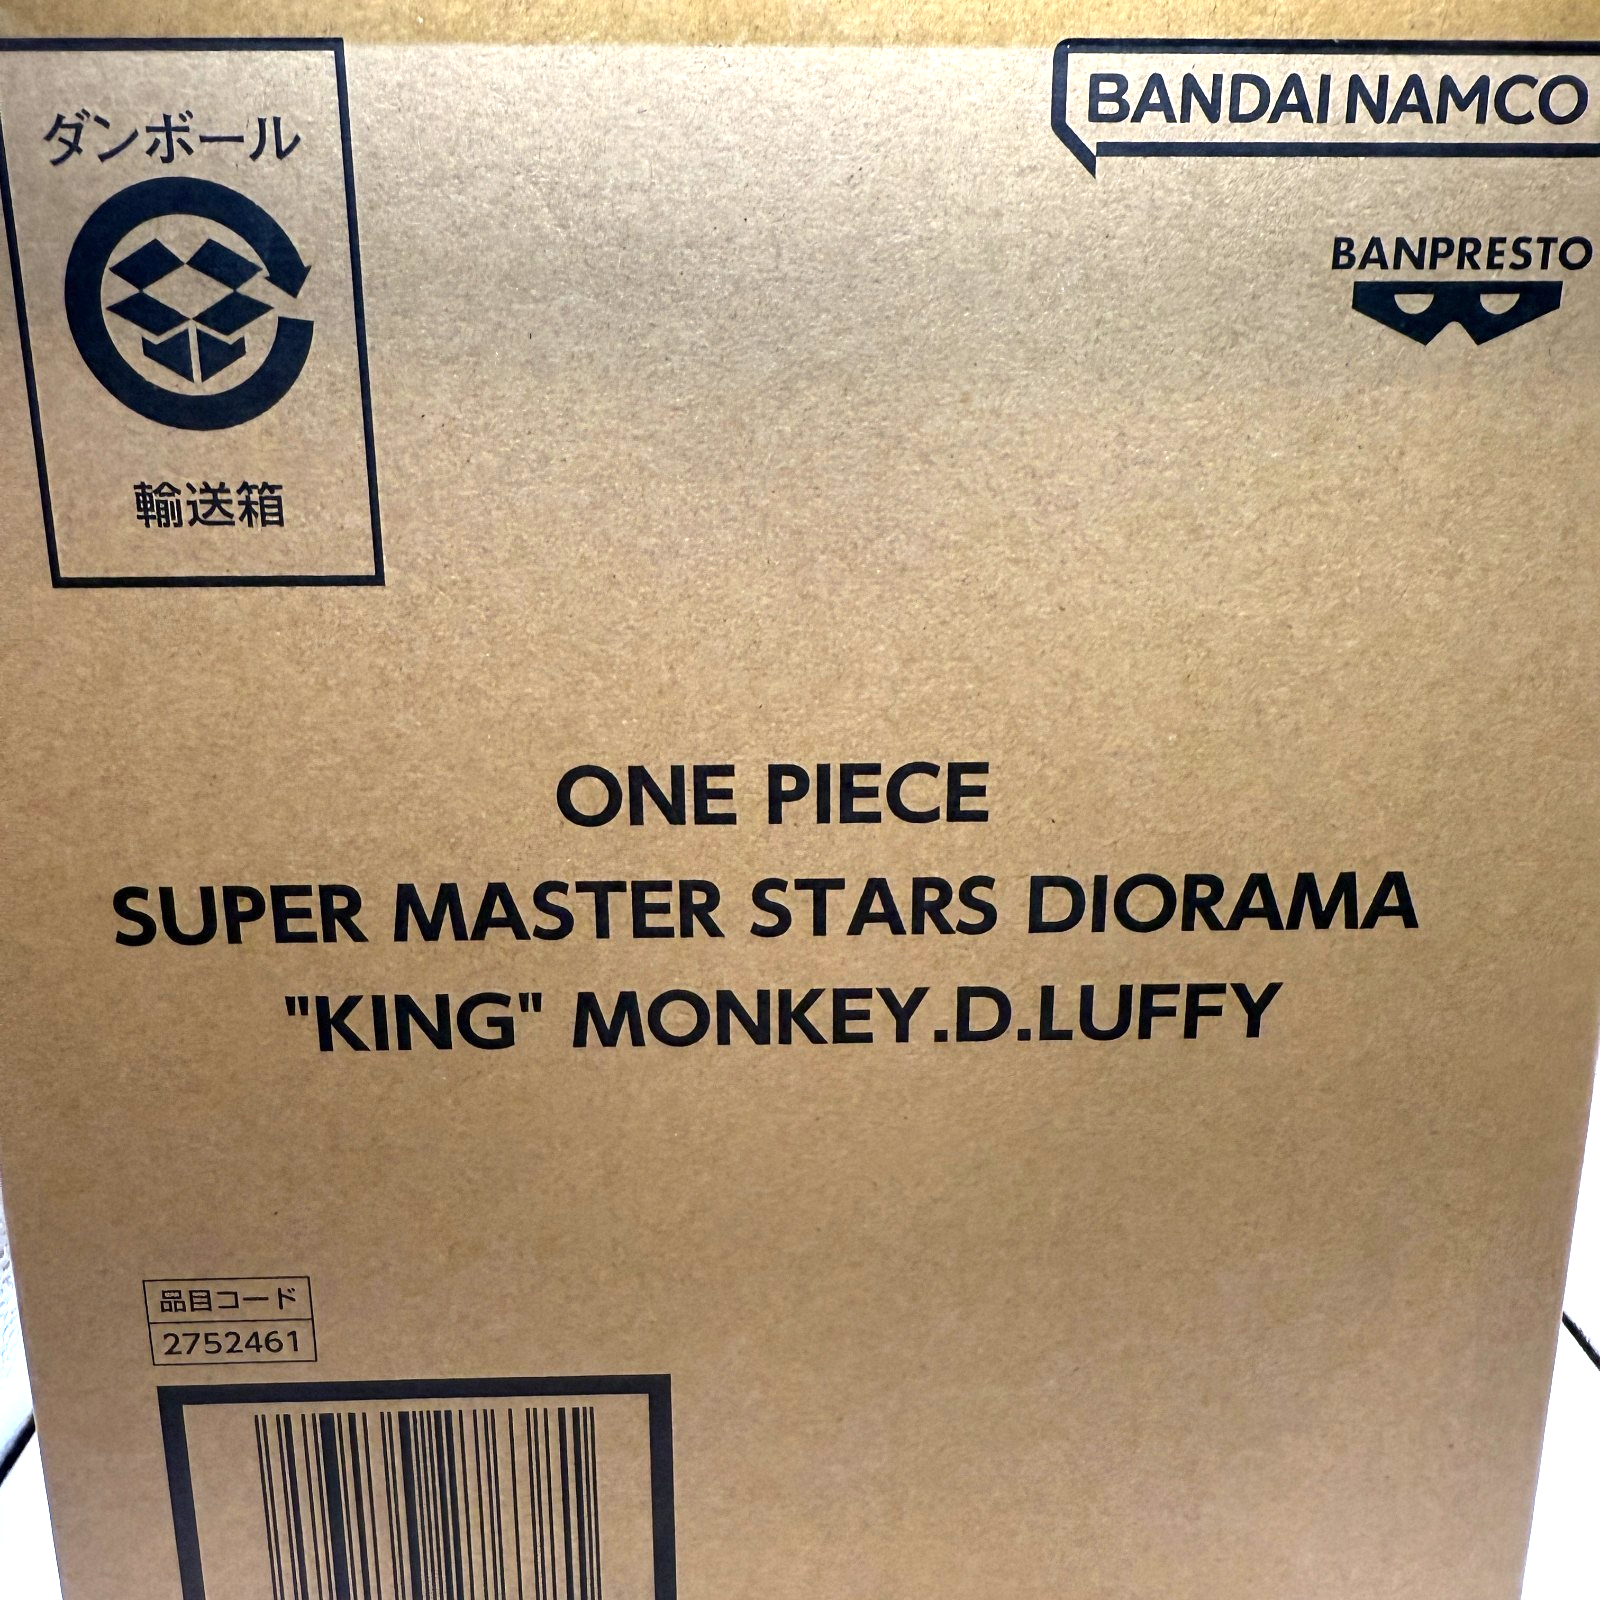 ダンボール
輸送箱
BANDAI NAMCO
BANPRESTO
ONE PIECE
SUPER MASTER STARS DIORAMA
"KING" MONKEY.D.LUFFY
品目コード
2752461